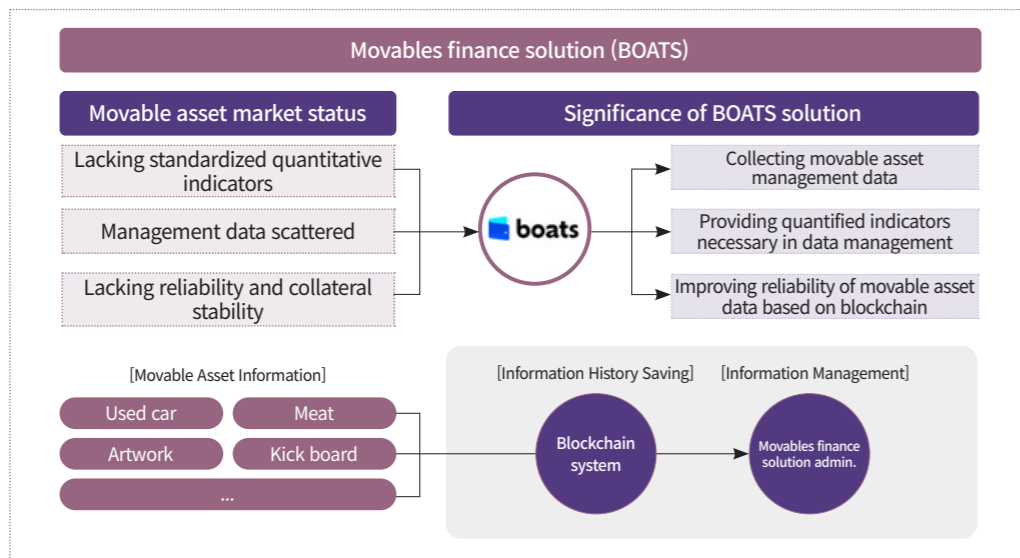 Movables finance solution (BOATS)
Movable asset market status
Lacking standardized quantitative
indicators
Management data scattered
Lacking reliability and collateral
stability
boats
Significance of BOATS solution
Collecting movable asset
management data
Providing quantified indicators
necessary in data management
Improving reliability of movable asset
data based on blockchain
[Movable Asset Information]
Used car
Meat
Artwork
Kick board
...
[Information History Saving]
Blockchain
system
[Information Management]
Movables finance
solution admin.